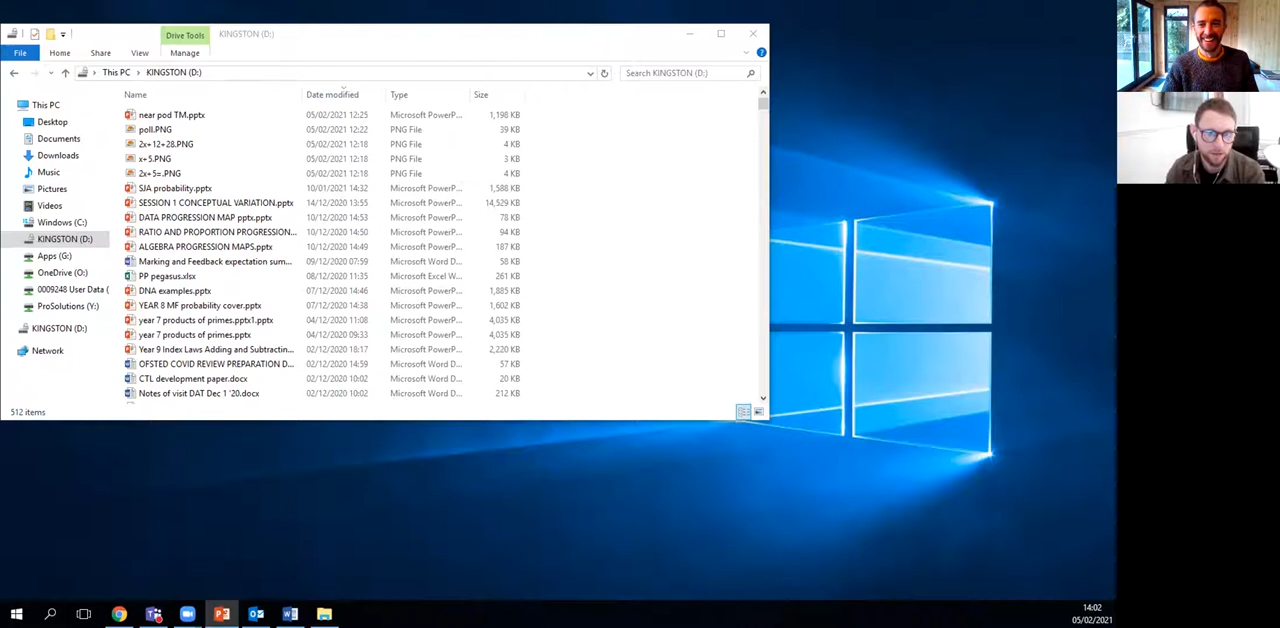 Drive Tools KINGSTON (D:)
File Home Share View Manage
This PC KINGSTON (D:) Search KINGSTON (D:)
Name Date modified Type Size
This PC
Desktop
Documents
Downloads
Music
Pictures
Videos
Windows (C:)
KINGSTON (D:)
Apps (G:)
OneDrive (O:)
0009248 User Data (
ProSolutions (Y:)
KINGSTON (D:)
Network
near pod TM.pptx 05/02/2021 12:25 Microsoft PowerP... 1,198 KB
poll.PNG 05/02/2021 12:22 PNG File 39 KB
2x+12+28.PNG 05/02/2021 12:18 PNG File 4 KB
x+5.PNG 05/02/2021 12:18 PNG File 3 KB
2x+5=.PNG 05/02/2021 12:18 PNG File 4 KB
SJA probability.pptx 10/01/2021 14:32 Microsoft PowerP... 1,588 KB
SESSION 1 CONCEPTUAL VARIATION.pptx 14/12/2020 13:55 Microsoft PowerP... 14,529 KB
DATA PROGRESSION MAP pptx.pptx 10/12/2020 14:53 Microsoft PowerP... 78 KB
RATIO AND PROPORTION PROGRESSION... 10/12/2020 14:50 Microsoft PowerP... 94 KB
ALGEBRA PROGRESSION MAPS.pptx 10/12/2020 14:49 Microsoft PowerP... 187 KB
Marking and Feedback expectation sum... 09/12/2020 07:59 Microsoft Word D... 58 KB
PP pegasus.xlsx 08/12/2020 11:35 Microsoft Excel W... 261 KB
DNA examples.pptx 07/12/2020 14:46 Microsoft PowerP... 1,885 KB
YEAR 8 MF probability cover.pptx 07/12/2020 14:38 Microsoft PowerP... 1,602 KB
year 7 products of primes.pptx1.pptx 04/12/2020 11:08 Microsoft PowerP... 4,035 KB
year 7 products of primes.pptx 04/12/2020 09:33 Microsoft PowerP... 4,035 KB
Year 9 Index Laws Adding and Subtractin... 02/12/2020 18:17 Microsoft PowerP... 2,220 KB
OFSTED COVID REVIEW PREPARATION D... 02/12/2020 14:59 Microsoft Word D... 57 KB
CTL development paper.docx 02/12/2020 10:02 Microsoft Word D... 20 KB
Notes of visit DAT Dec 1 '20.docx 02/12/2020 10:02 Microsoft Word D... 212 KB
512 items
14:02
05/02/2021